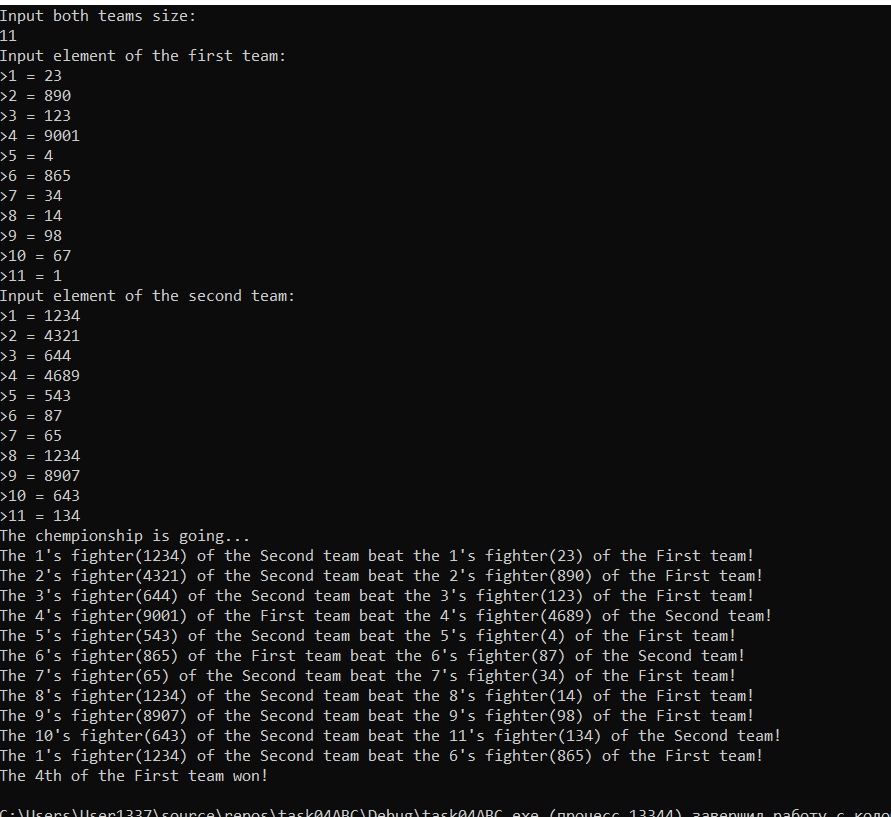 Input both teams size:
11
Input element of the first team:
>1 = 23
>2 = 890
>3 = 123
>4 = 9001
>5 = 4
>6 = 865
>7 = 34
>8 = 14
>9 = 98
>10 = 67
>11 = 1
Input element of the second team:
>1 = 1234
>2 = 4321
>3 = 644
>4 = 4689
>5 = 543
>6 = 87
>7 = 65
>8 = 1234
>9 = 8907
>10 = 643
>11 = 134
The chempionship is going...
The 1's fighter(1234) of the Second team beat the 1's fighter(23) of the First team!
The 2's fighter(4321) of the Second team beat the 2's fighter(890) of the First team!
The 3's fighter(644) of the Second team beat the 3's fighter(123) of the First team!
The 4's fighter(9001) of the First team beat the 4's fighter(4689) of the Second team!
The 5's fighter(543) of the Second team beat the 5's fighter(4) of the First team!
The 6's fighter(865) of the First team beat the 6's fighter(87) of the Second team!
The 7's fighter(65) of the Second team beat the 7's fighter(34) of the First team!
The 8's fighter(1234) of the Second team beat the 8's fighter(14) of the First team!
The 9's fighter(8907) of the Second team beat the 9's fighter(98) of the First team!
The 10's fighter(643) of the Second team beat the 11's fighter(134) of the Second team!
The 1's fighter(1234) of the Second team beat the 6's fighter(865) of the First team!
The 4th of the First team won!
C:\Users\User1337\source\repos\task04ABC\Debug\task04ABC.exe (процесс 13344) завершил работу с кодо